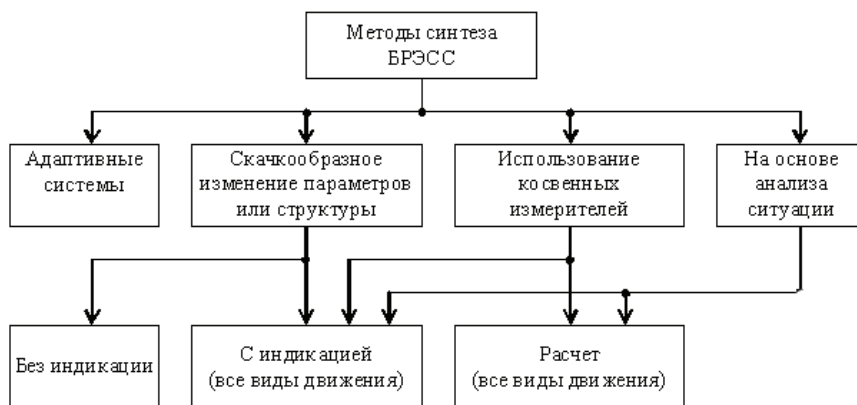 Методы синтеза
БРЭСС
Адаптивные
системы
Скачкообразное
изменение параметров
или структуры
Использование
косвенных
измерителей
На основе
анализа
ситуации
Без индикации
С индикацией
(все виды движения)
Расчет
(все виды движения)